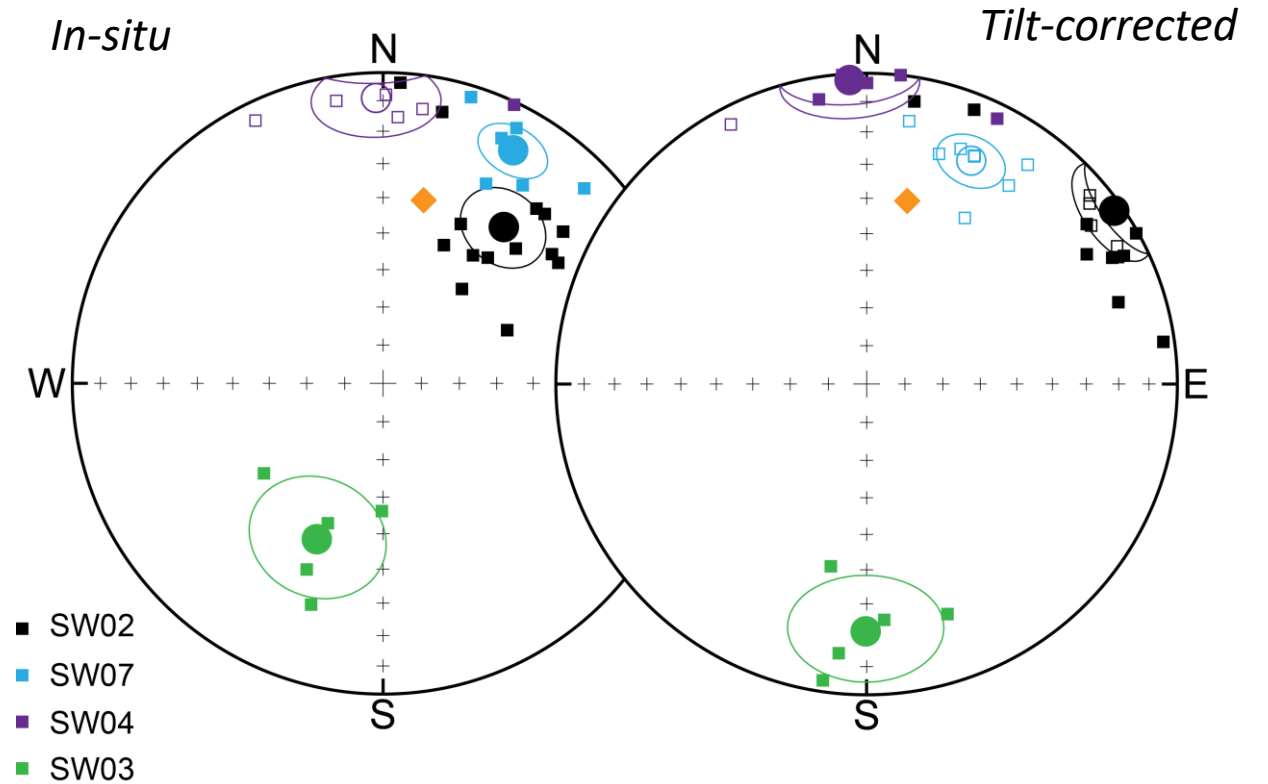 In-situ
Tilt-corrected
N
N
W
E
S
S
SW02
SW07
SW04
SW03